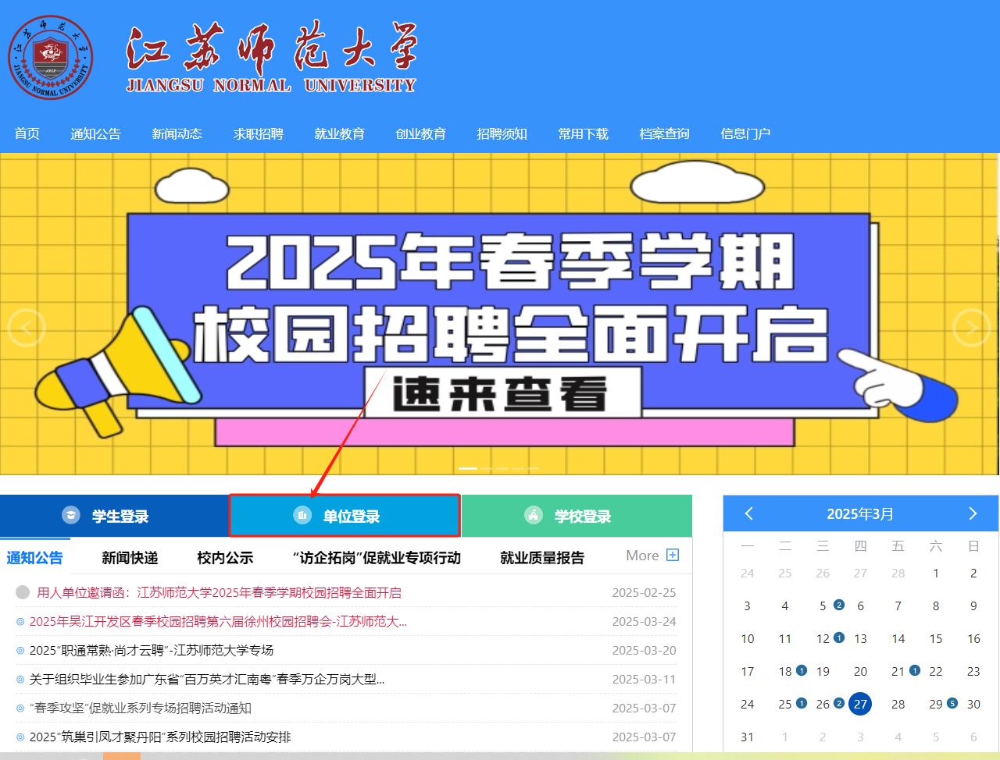 江苏师范大学
JIANGSU NORMAL UNIVERSITY
江苏师范大学
JIANGSU NORMAL UNIVERSITY
1952
首页 通知公告 新闻动态 求职招聘 就业教育 创业教育 招聘须知 常用下载 档案查询 信息门户
2025年春季学期
校园招聘全面开启
速来查看
学生登录 单位登录 学校登录
通知公告 新闻快递 校内公示 “访企拓岗”促就业专项行动 就业质量报告 More
用人单位邀请函：江苏师范大学2025年春季学期校园招聘全面开启 2025-02-25
2025年吴江开发区春季校园招聘第六届徐州校园招聘会-江苏师范大... 2025-03-24
2025“职通常熟·尚才云聘”-江苏师范大学专场 2025-03-20
关于组织毕业生参加广东省“百万英才汇南粤”春季万企万岗大型... 2025-03-11
“春季攻坚”促就业系列专场招聘活动通知 2025-03-07
2025“筑巢引凤才聚丹阳”系列校园招聘活动安排 2025-03-07
2025年3月
一 二 三 四 五 六 日
24 25 26 27 28 1 2
3 4 5 2 6 7 8 9
10 11 12 1 13 14 15 16
17 18 1 19 20 21 1 22 23
24 25 1 26 2 27 28 29 5 30
31 1 2 3 4 5 6